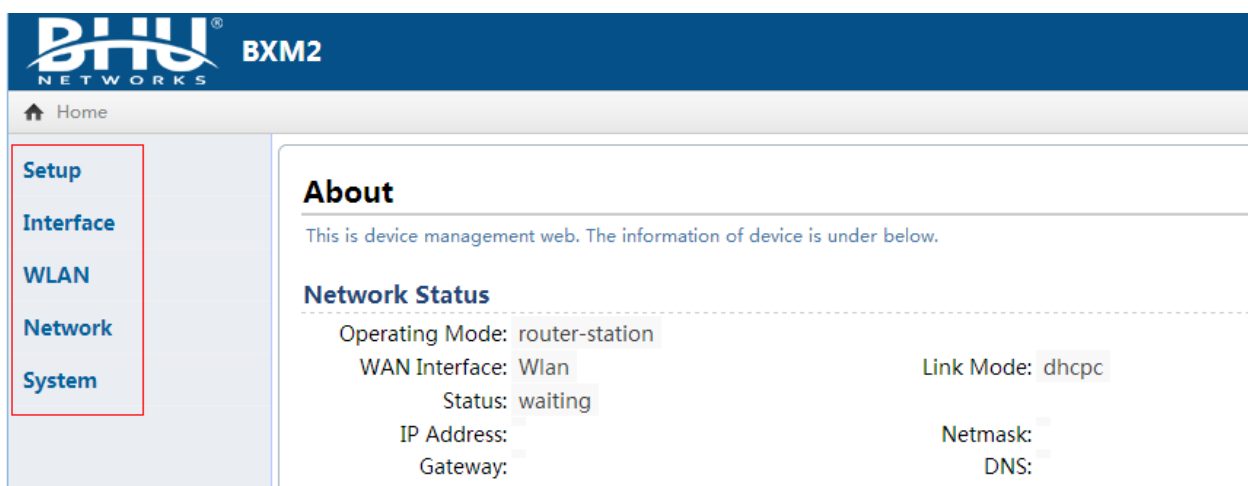 BHU®
NETWORKS
BXM2
Home
Setup
Interface
WLAN
Network
System
About
This is device management web. The information of device is under below.
Network Status
Operating Mode: router-station
WAN Interface: Wlan Link Mode: dhcpc
Status: waiting
IP Address: Netmask:
Gateway: DNS: